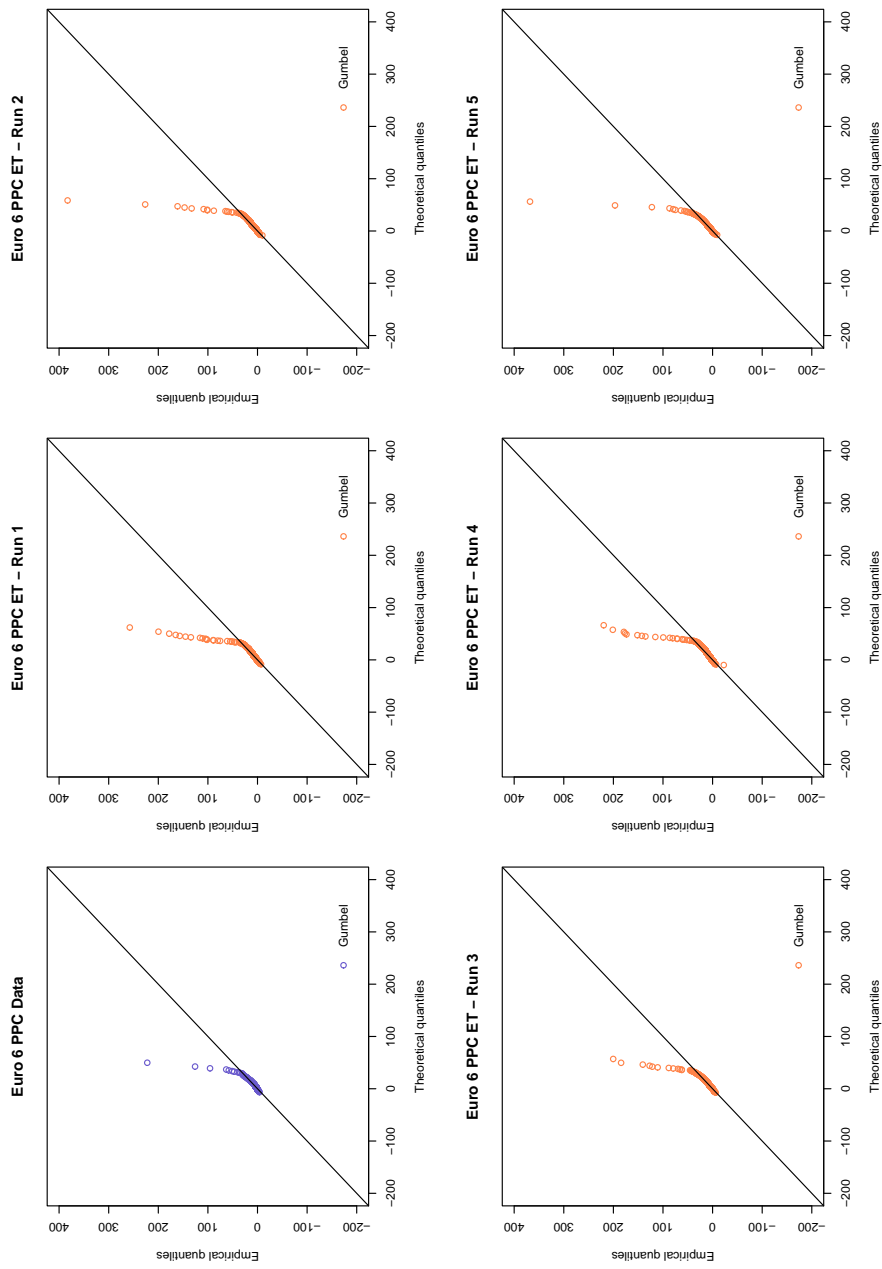 Euro 6 PPC Data
Empirical quantiles
400
300
200
100
0
−100
−200
Gumbel
−200 −100 0 100 200 300 400
Theoretical quantiles
Euro 6 PPC ET − Run 1
Empirical quantiles
400
300
200
100
0
−100
−200
Gumbel
−200 −100 0 100 200 300 400
Theoretical quantiles
Euro 6 PPC ET − Run 2
Empirical quantiles
400
300
200
100
0
−100
−200
Gumbel
−200 −100 0 100 200 300 400
Theoretical quantiles
Euro 6 PPC ET − Run 3
Empirical quantiles
400
300
200
100
0
−100
−200
Gumbel
−200 −100 0 100 200 300 400
Theoretical quantiles
Euro 6 PPC ET − Run 4
Empirical quantiles
400
300
200
100
0
−100
−200
Gumbel
−200 −100 0 100 200 300 400
Theoretical quantiles
Euro 6 PPC ET − Run 5
Empirical quantiles
400
300
200
100
0
−100
−200
Gumbel
−200 −100 0 100 200 300 400
Theoretical quantiles